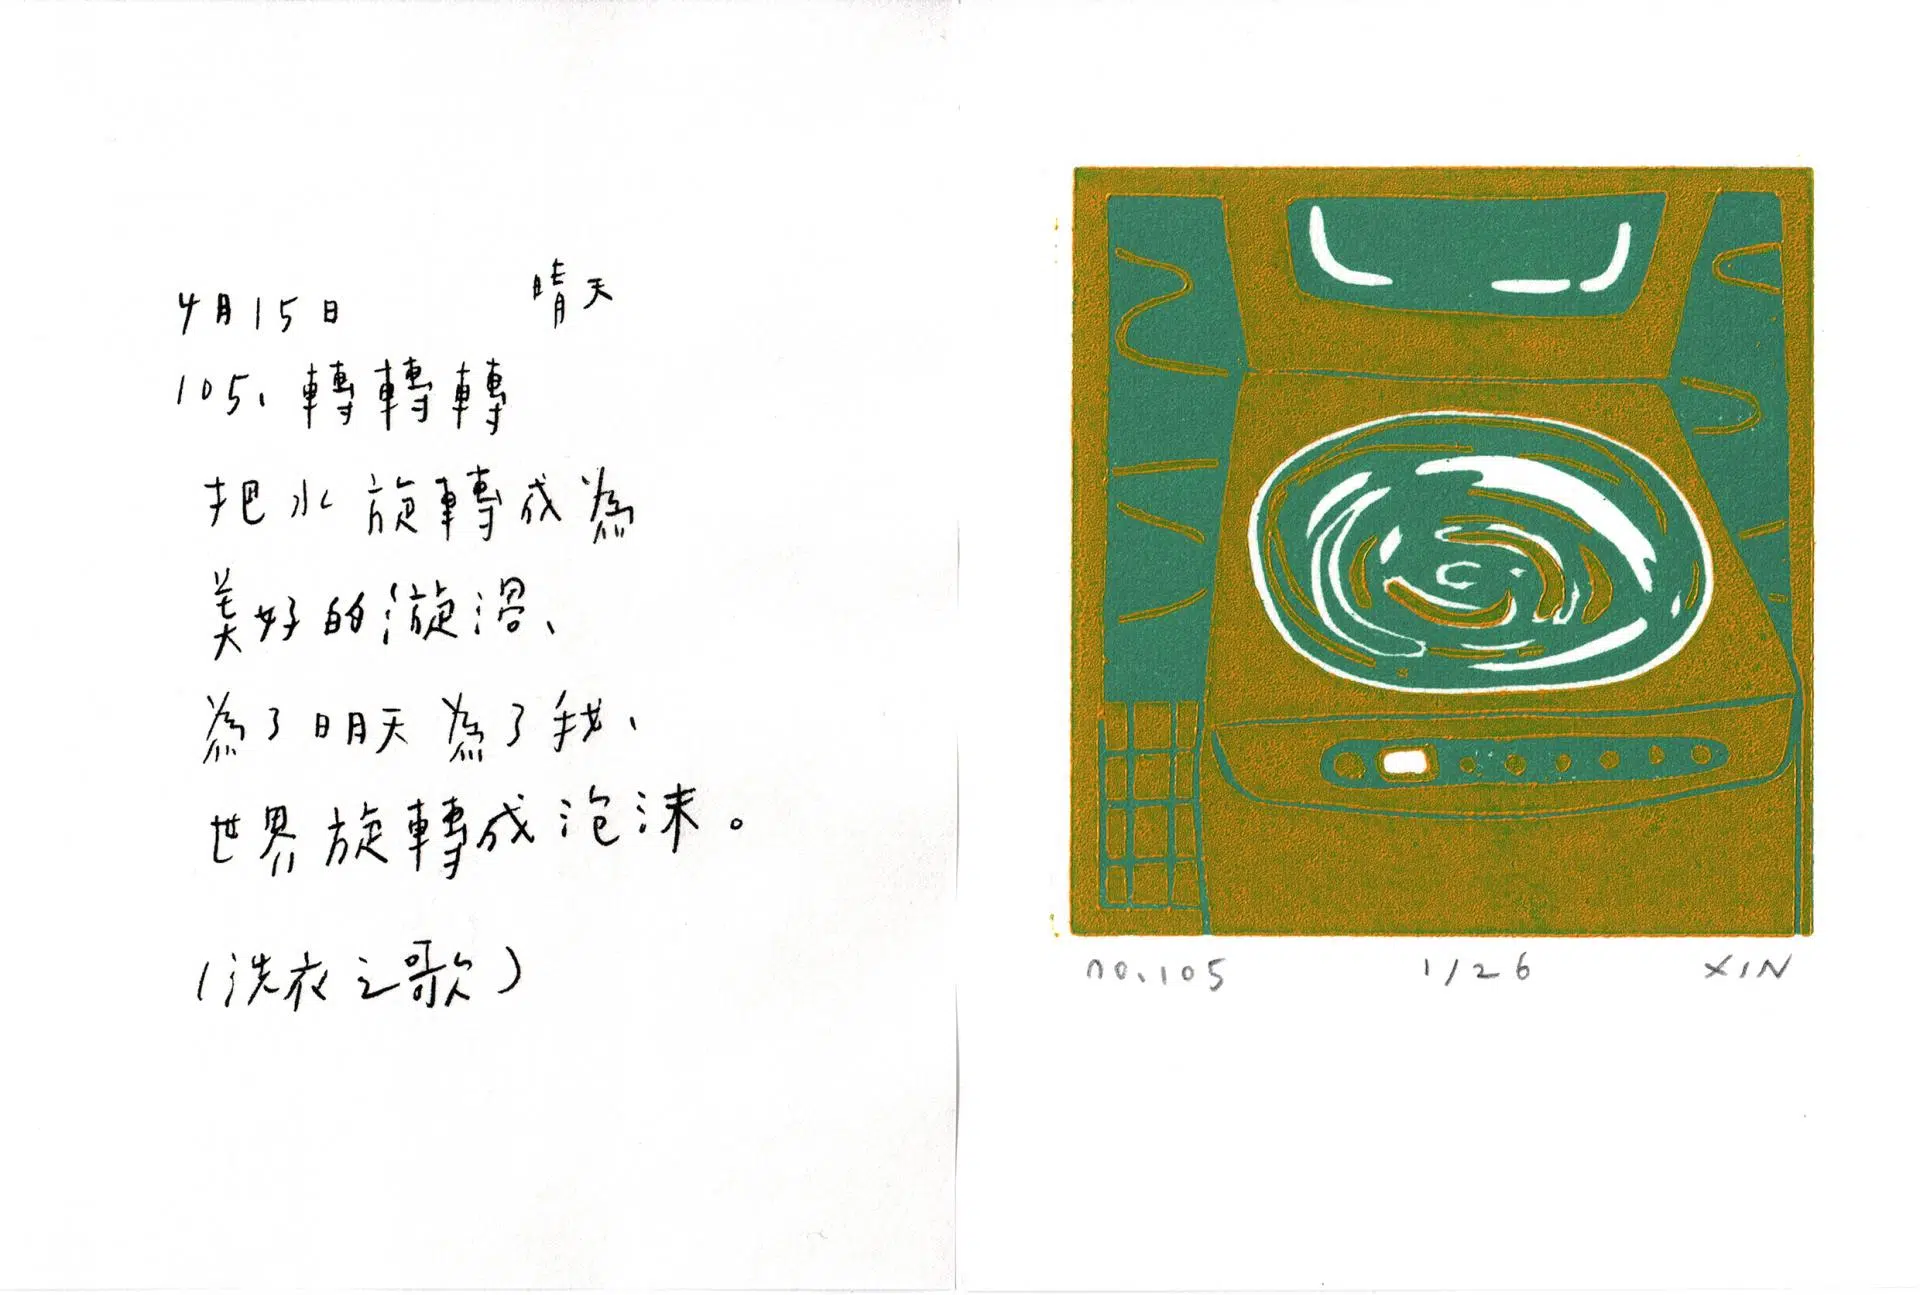 4月15日 晴天
105、轉轉轉
把水旋轉成為
美好的漩渦、
為了明天為了我、
世界旋轉成泡沫。
(洗衣之歌)
no.105 1/26 XIN